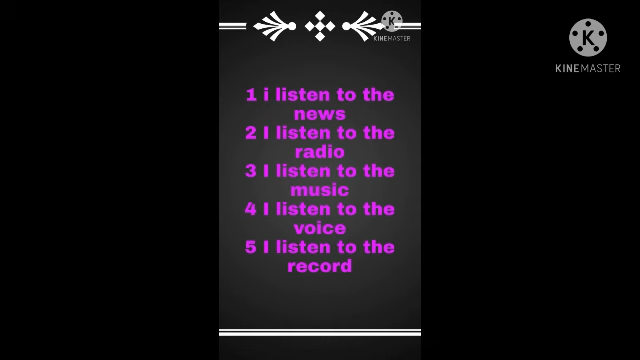 KINEMASTER
KINEMASTER
1 i listen to the
news
2 I listen to the
radio
3 I listen to the
music
4 I listen to the
voice
5 I listen to the
record